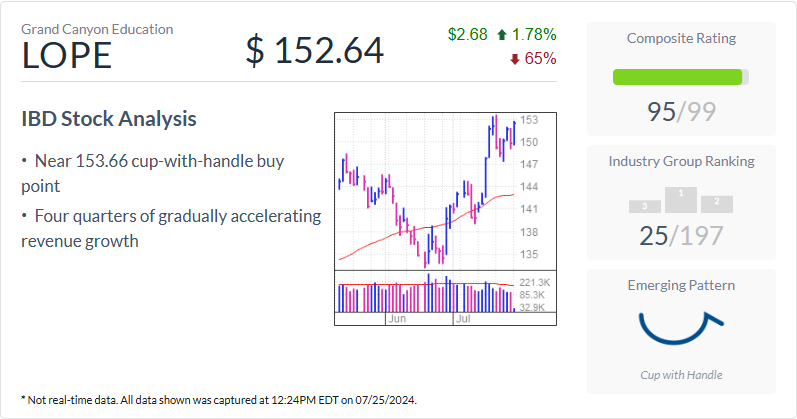 Grand Canyon Education
LOPE
$ 152.64
$2.68 1.78%
65%
IBD Stock Analysis
• Near 153.66 cup-with-handle buy
point
• Four quarters of gradually accelerating
revenue growth
153
150
147
144
141
138
135
221.3K
85.3K
32.9K
Jun Jul
Composite Rating
95/99
Industry Group Ranking
3 1 2
25/197
Emerging Pattern
Cup with Handle
* Not real-time data. All data shown was captured at 12:24PM EDT on 07/25/2024.